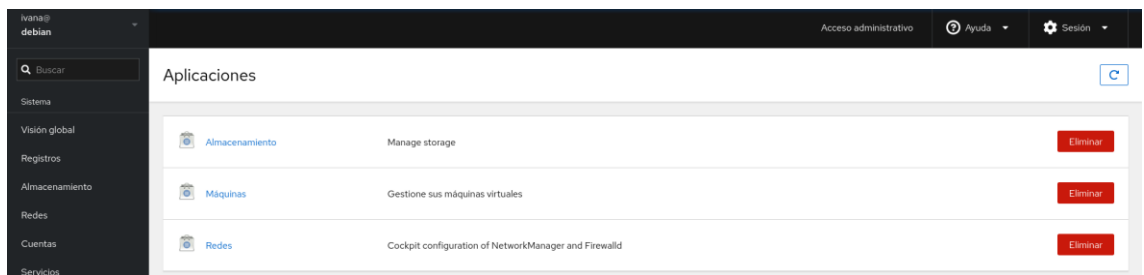 ivana@
debian
Acceso administrativo
Ayuda
Sesión
Buscar
Aplicaciones
Sistema
Visión global
Almacenamiento
Manage storage
Eliminar
Registros
Almacenamiento
Máquinas
Gestione sus máquinas virtuales
Eliminar
Redes
Cuentas
Redes
Cockpit configuration of NetworkManager and Firewalld
Eliminar
Servicios